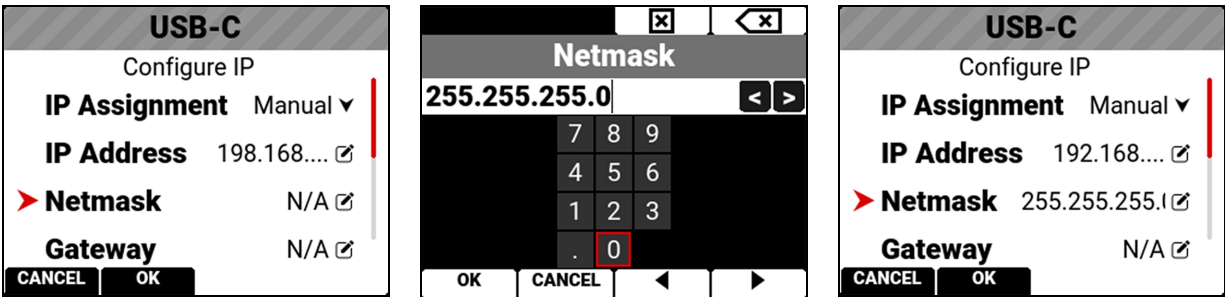 USB-C
Configure IP
IP Assignment Manual
IP Address 198.168....
Netmask N/A
Gateway N/A
CANCEL OK
Netmask
255.255.255.0 < >
7 8 9
4 5 6
1 2 3
. 0
OK CANCEL ◀ ▶
USB-C
Configure IP
IP Assignment Manual
IP Address 192.168....
Netmask 255.255.255.(
Gateway N/A
CANCEL OK